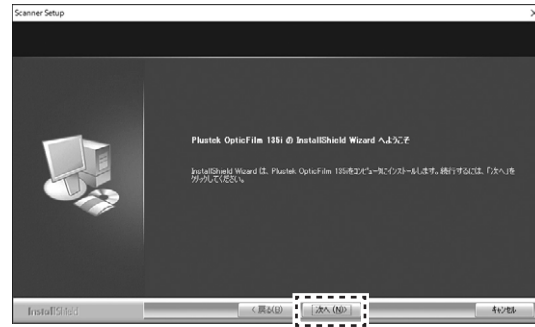 Scanner Setup
Plustek OpticFilm 135i の InstallShield Wizard へようこそ
InstallShield Wizard は、Plustek OpticFilm 135iをコンピュータにインストールします。続行するには、「次へ」を
クリックしてください。
InstallShield
< 戻る(U)
次へ (N)>
キャンセル